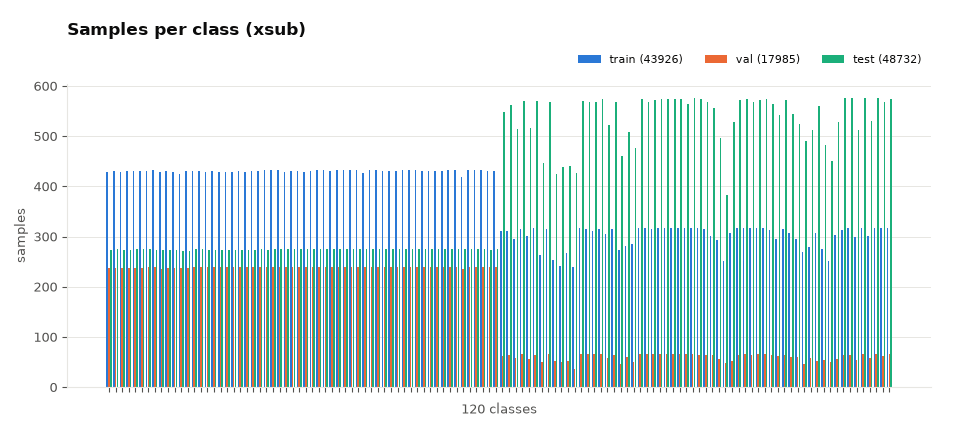 Samples per class (xsub)
train (43926)
val (17985)
test (48732)
600
500
400
300
200
100
0
samples
120 classes